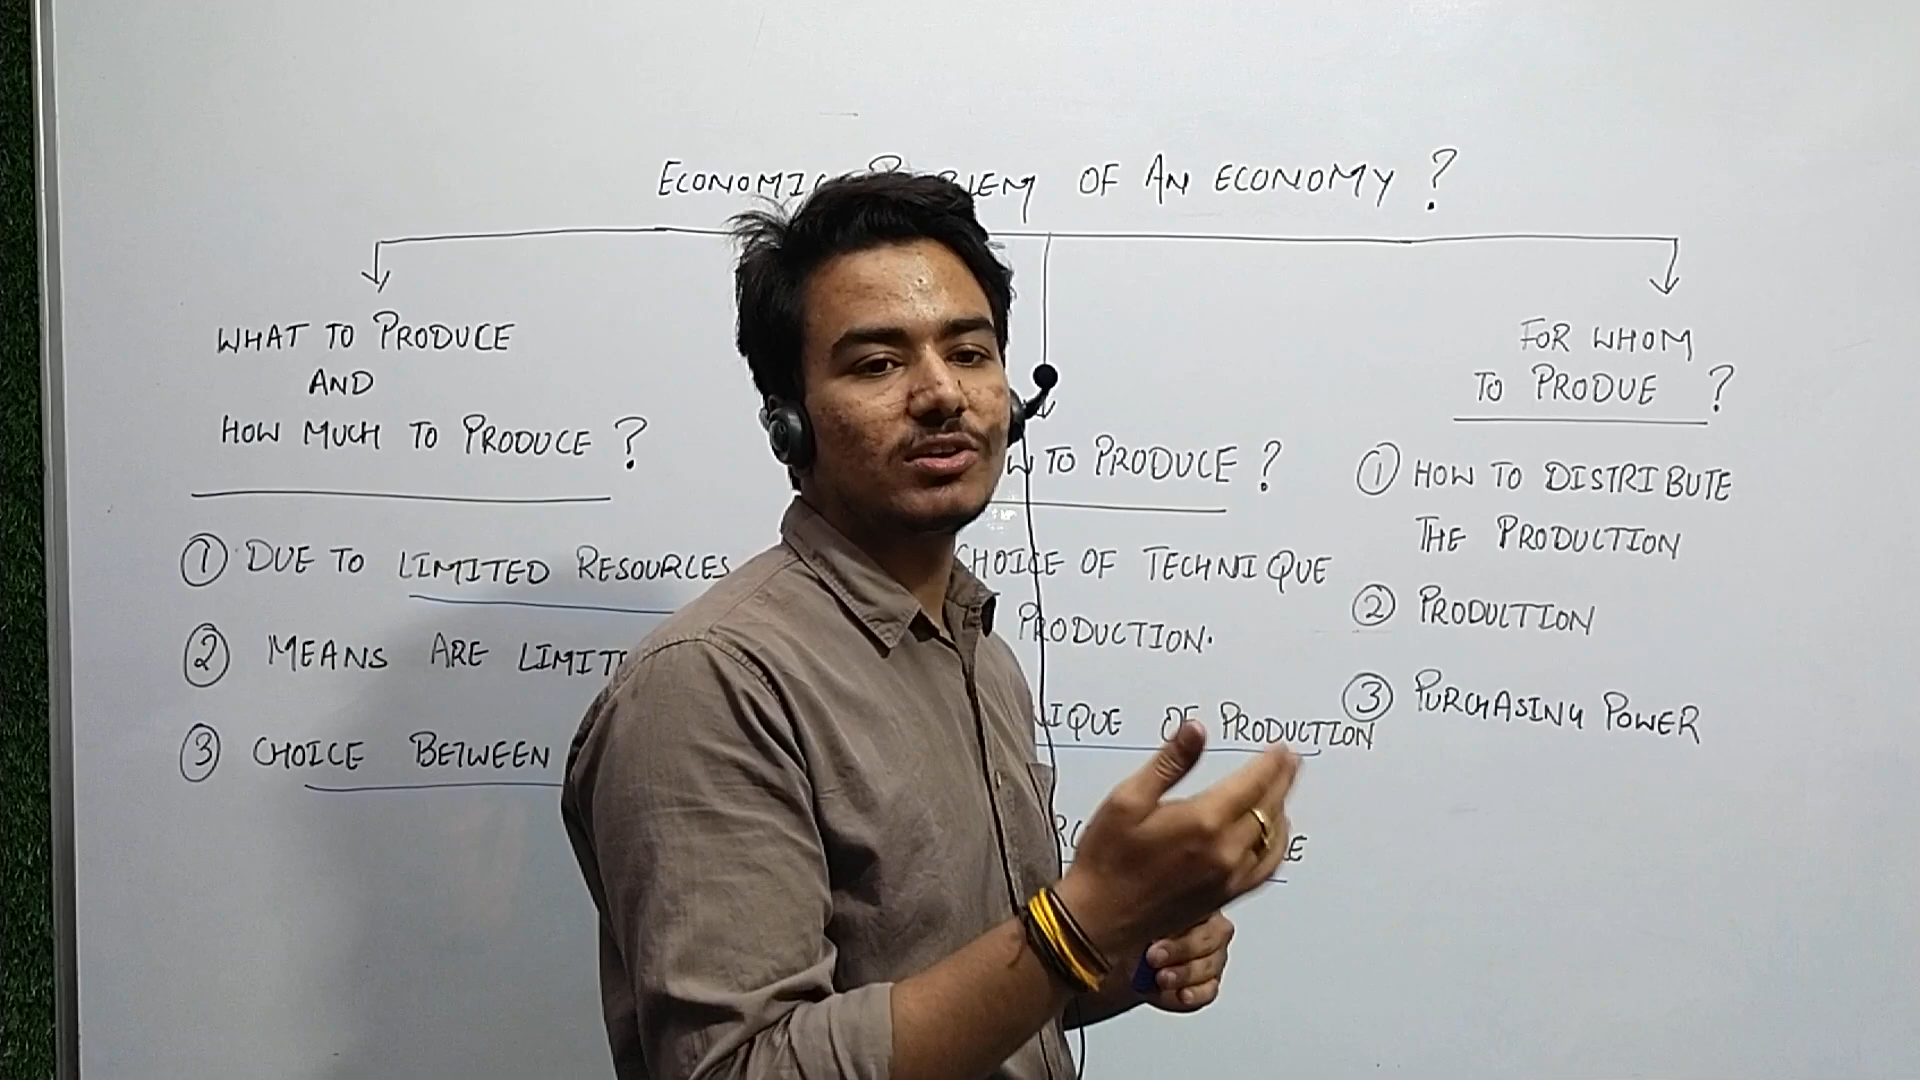 ECONOMIC PROBLEM OF AN ECONOMY ?
WHAT TO PRODUCE
AND
HOW MUCH TO PRODUCE ?
① DUE TO LIMITED RESOURCES
② MEANS ARE
③ CHOICE BETWEEN
TO PRODUCE ?
CHOICE OF TECHNIQUE
PRODUCTION.
OF PRODUCTION
FOR WHOM
TO PRODUE ?
① HOW TO DISTRIBUTE
THE PRODUCTION
② PRODUCTION
③ PURCHASING POWER